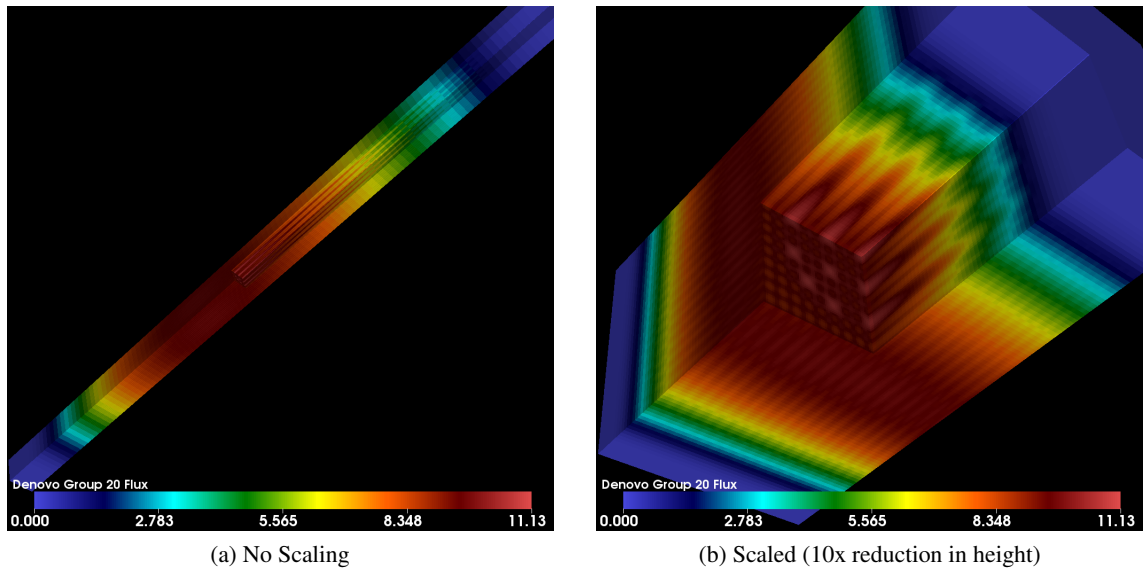 Denovo Group 20 Flux
0.000 2.783 5.565 8.348 11.13
(a) No Scaling
Denovo Group 20 Flux
0.000 2.783 5.565 8.348 11.13
(b) Scaled (10x reduction in height)